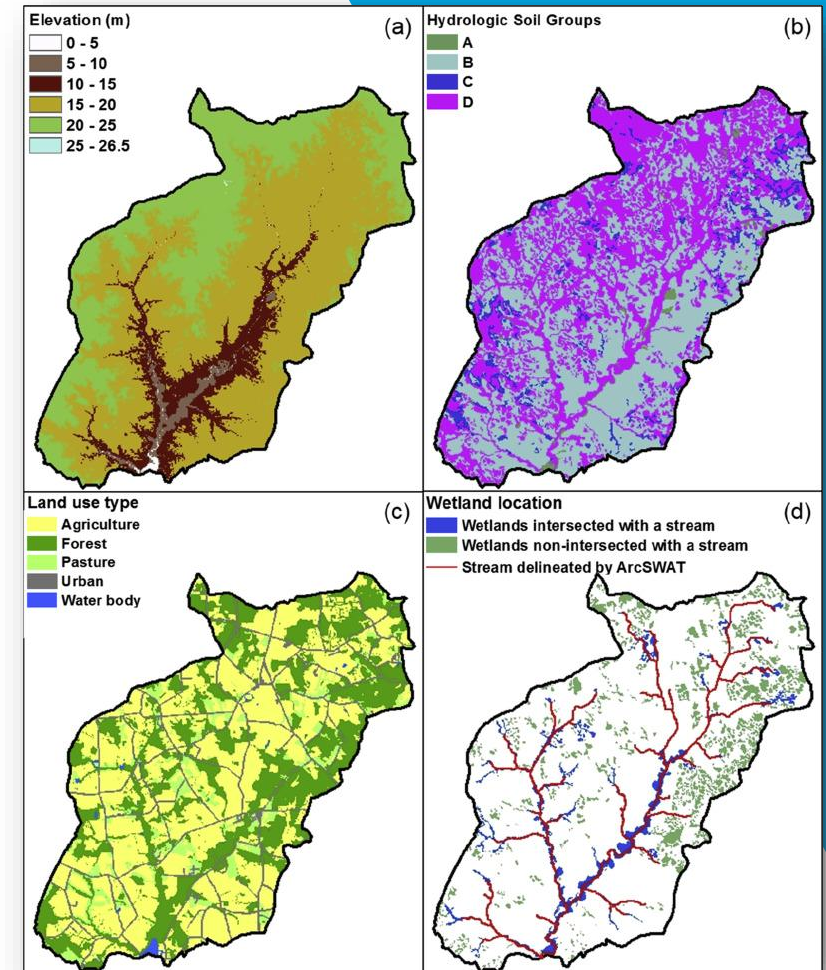 Elevation (m)
(a)
0 - 5
5 - 10
10 - 15
15 - 20
20 - 25
25 - 26.5
Hydrologic Soil Groups
(b)
A
B
C
D
Land use type
(c)
Agriculture
Forest
Pasture
Urban
Water body
Wetland location
(d)
Wetlands intersected with a stream
Wetlands non-intersected with a stream
Stream delineated by ArcSWAT